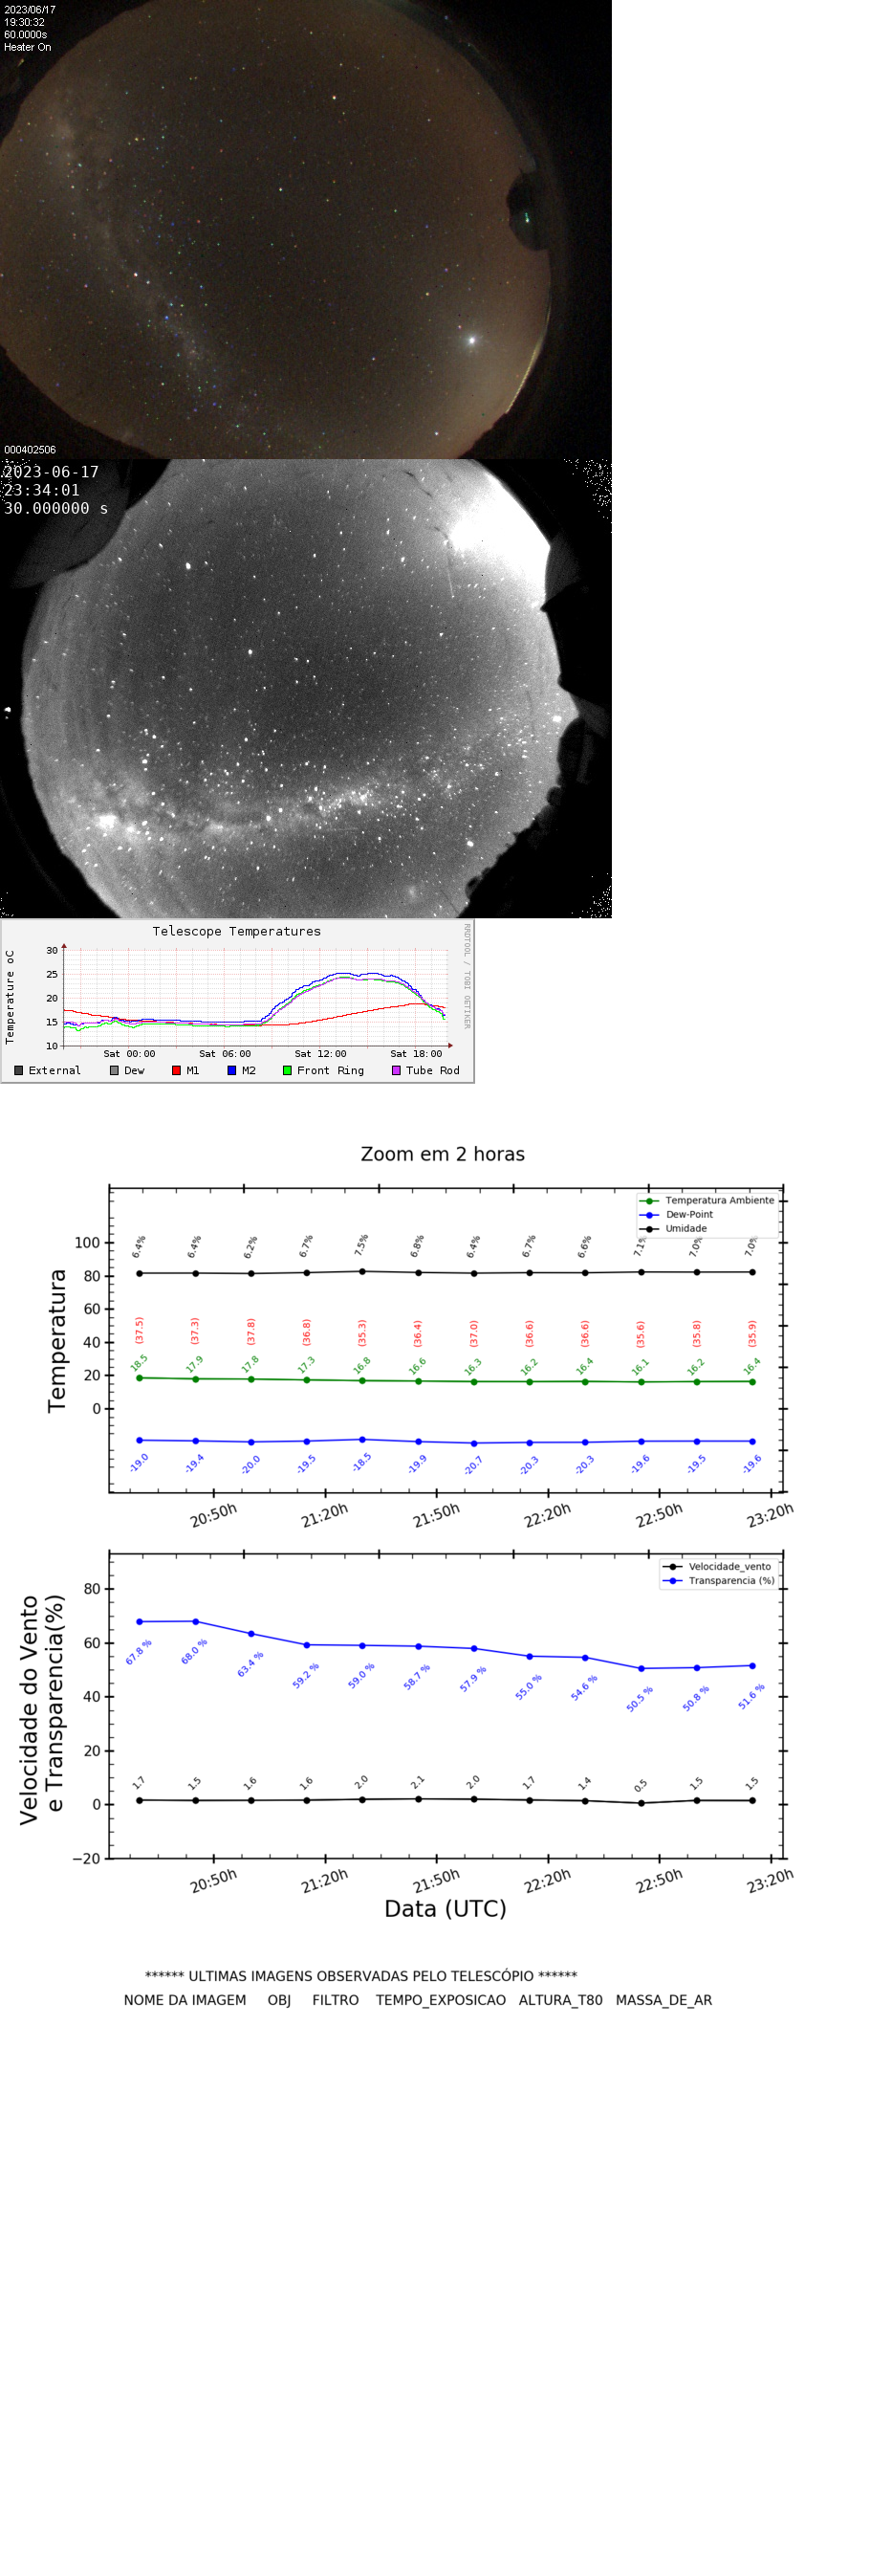 2023/06/17
19:30:32
60.0000s
Heater On
000402506
2023-06-17
23:34:01
30.000000 s
Telescope Temperatures
RRDTOOL / TOBI OETIKER
Temperature oC
30
25
20
15
10
Sat 00:00 Sat 06:00 Sat 12:00 Sat 18:00
External Dew M1 M2 Front Ring Tube Rod
Zoom em 2 horas
Temperatura Ambiente
Dew-Point
Umidade
Temperatura
100
80
60
40
20
0
6.4% 6.4% 6.2% 6.7% 7.5% 6.8% 6.4% 6.7% 6.6% 7.1% 7.0% 7.0%
(37.5) (37.3) (37.8) (36.8) (35.3) (36.4) (37.0) (36.6) (36.6) (35.6) (35.8) (35.9)
18.5 17.9 17.8 17.3 16.8 16.6 16.3 16.2 16.4 16.1 16.2 16.4
-19.0 -19.4 -20.0 -19.5 -18.5 -19.9 -20.7 -20.3 -20.3 -19.6 -19.5 -19.6
20:50h 21:20h 21:50h 22:20h 22:50h 23:20h
Velocidade_vento
Transparencia (%)
Velocidade do Vento
e Transparencia(%)
80
60
40
20
0
−20
67.8 % 68.0 % 63.4 % 59.2 % 59.0 % 58.7 % 57.9 % 55.0 % 54.6 % 50.5 % 50.8 % 51.6 %
1.7 1.5 1.6 1.6 2.0 2.1 2.0 1.7 1.4 0.5 1.5 1.5
20:50h 21:20h 21:50h 22:20h 22:50h 23:20h
Data (UTC)
****** ULTIMAS IMAGENS OBSERVADAS PELO TELESCÓPIO ******
NOME DA IMAGEM OBJ FILTRO TEMPO_EXPOSICAO ALTURA_T80 MASSA_DE_AR